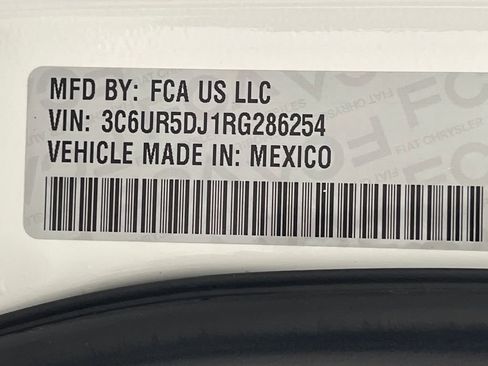 MFD BY: FCA US LLC
VIN: 3C6UR5DJ1RG286254
VEHICLE MADE IN: MEXICO